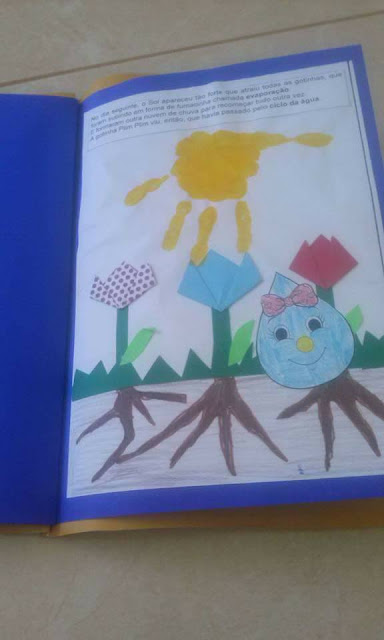 No dia seguinte, o Sol apareceu tão forte que atraiu todas as gotinhas, que
foram subindo em forma de fumacinha chamada evaporação
e formaram outra nuvem de chuva para recomeçar tudo outra vez.
A gotinha Plim Plim viu, então, que havia passado pelo ciclo da água.